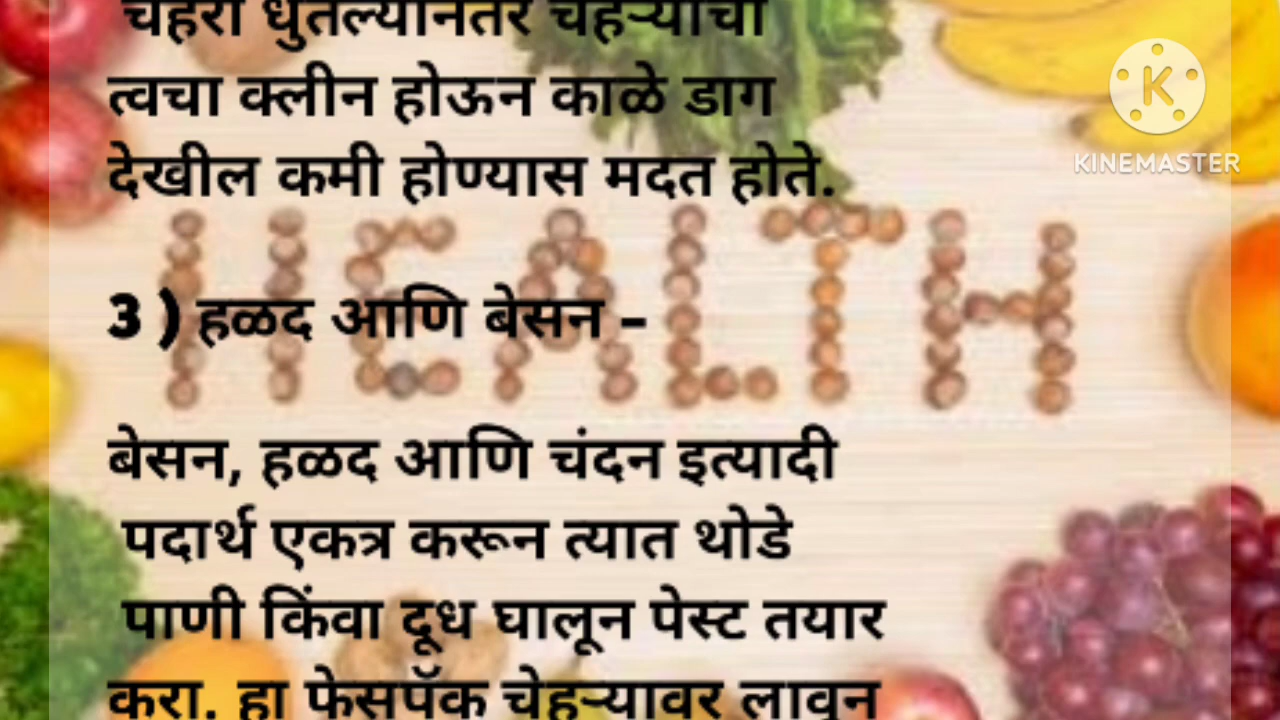 चेहरा धुतल्यानंतर चेहऱ्याची
त्वचा क्लीन होऊन काळे डाग
देखील कमी होण्यास मदत होते.
K
KINEMASTER
HEALTH
3 ) हळद आणि बेसन –
बेसन, हळद आणि चंदन इत्यादी
पदार्थ एकत्र करून त्यात थोडे
पाणी किंवा दूध घालून पेस्ट तयार
करा. हा फेसपॅक चेहऱ्यावर लावून